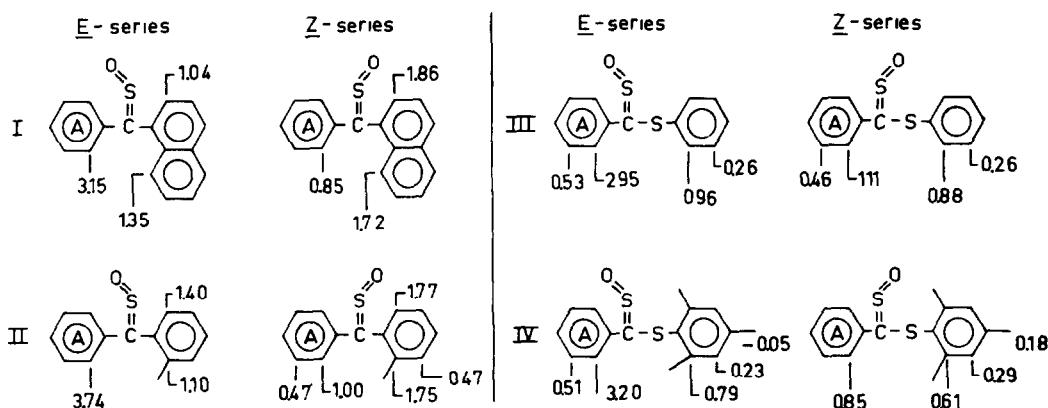 E - series Z - series E - series Z - series
O O O O
S 1.04 S 1.86 S S
I A C A C III A C S A C S
3.15 0.85 0.53 2.95 0.26 0.46 1.11 0.26
1.35 1.72 0.96 0.88
O O O O
S 1.40 S 1.77 S S
II A C A C IV A C S A C S
-0.05 0.18
1.10 0.47 1.00 1.75 0.47 0.51 3.20 0.79 0.23 0.85 0.61 0.29
3.74